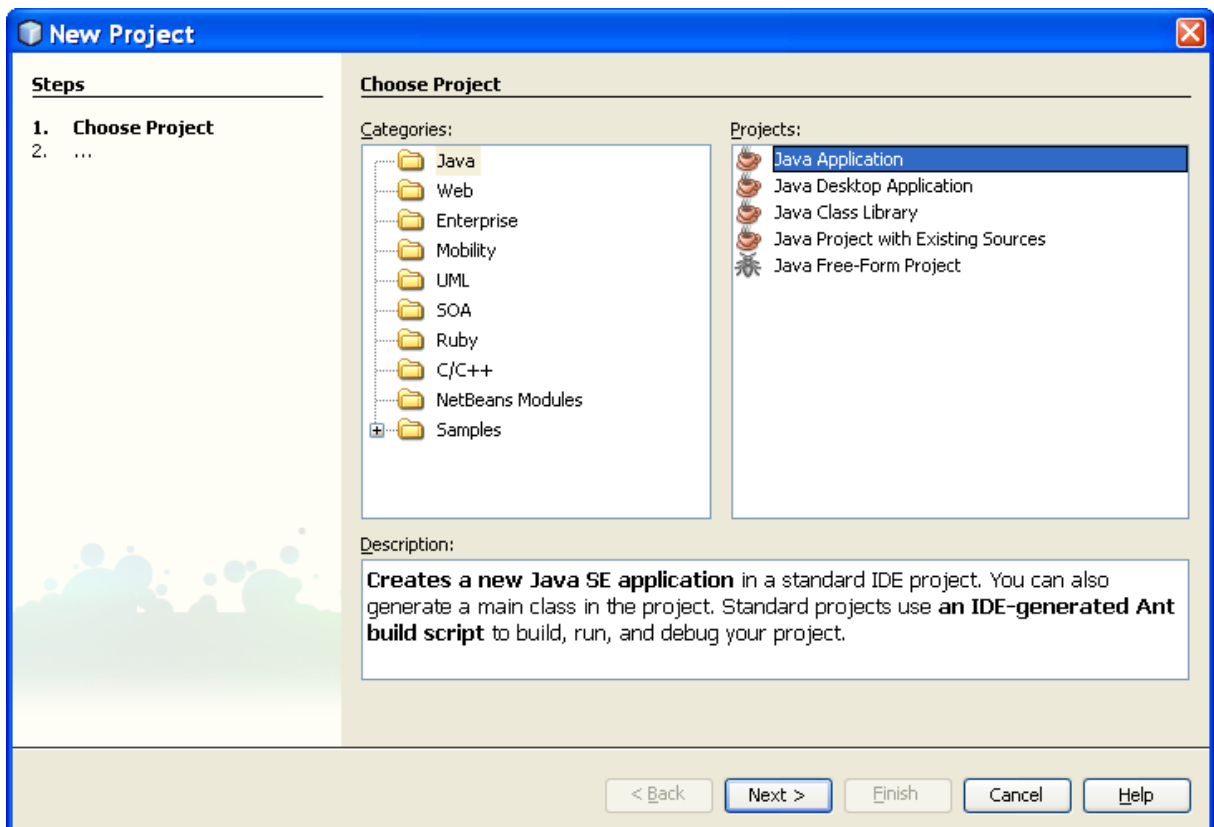 New Project
Steps
1. Choose Project
2. ...
Choose Project
Categories:
Java
Web
Enterprise
Mobility
UML
SOA
Ruby
C/C++
NetBeans Modules
Samples
Projects:
Java Application
Java Desktop Application
Java Class Library
Java Project with Existing Sources
Java Free-Form Project
Description:
Creates a new Java SE application in a standard IDE project. You can also
generate a main class in the project. Standard projects use an IDE-generated Ant
build script to build, run, and debug your project.
< Back
Next >
Finish
Cancel
Help